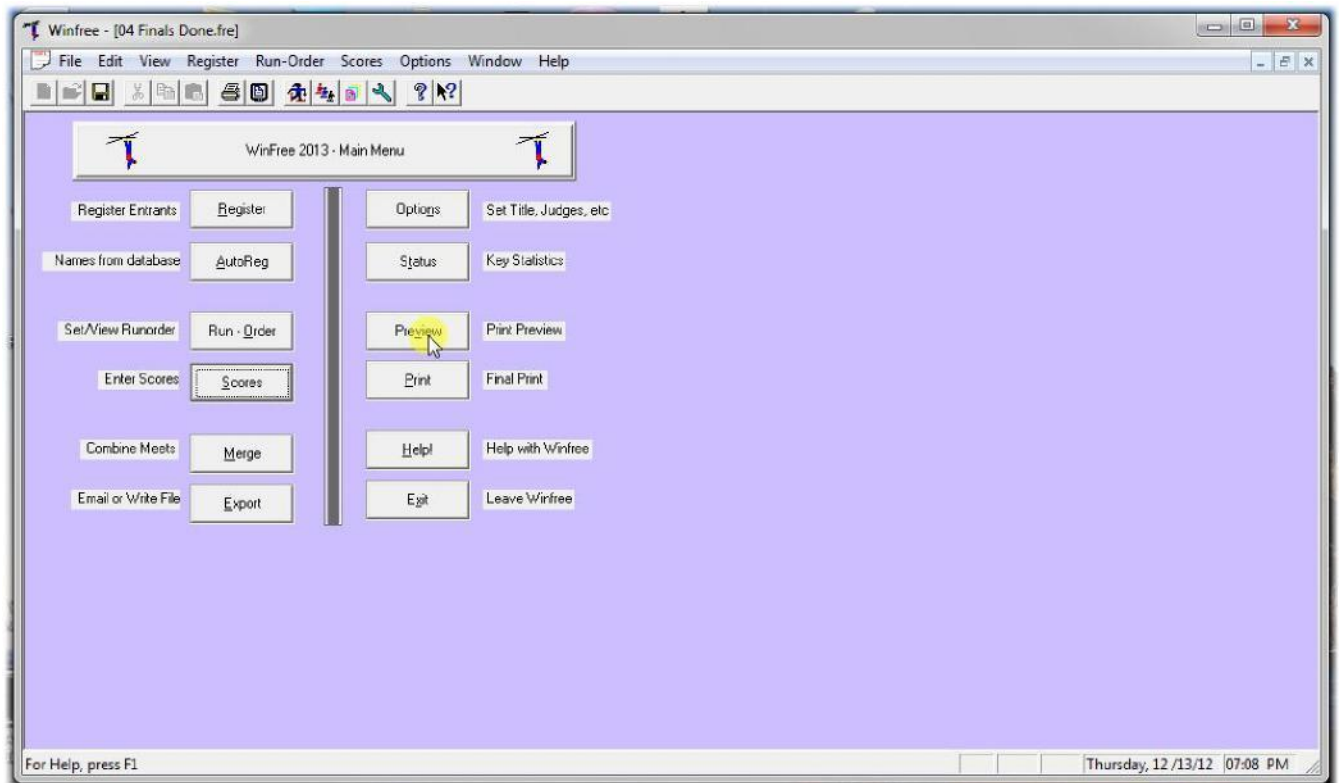 Winfree - [04 Finals Done.fre]
File Edit View Register Run-Order Scores Options Window Help
WinFree 2013 - Main Menu
Register Entrants Register Options Set Title, Judges, etc
Names from database AutoReg Status Key Statistics
Set/View Runorder Run - Order Preview Print Preview
Enter Scores Scores Print Final Print
Combine Meets Merge Help! Help with Winfree
Email or Write File Export Exit Leave Winfree
For Help, press F1 Thursday, 12 /13/12 07:08 PM